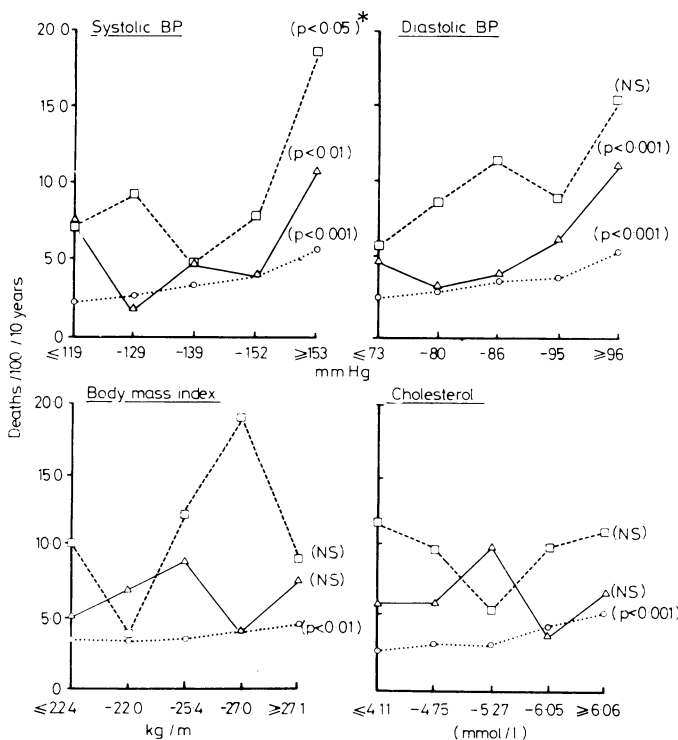 Systolic BP
Diastolic BP
Deaths/100/10 years
20.0
15.0
10.0
5.0
0
(p<0.05)*
(p<0.01)
(p<0.001)
(NS)
(p<0.001)
(p<0.001)
≤119 -129 -139 -152 ≥153
≤73 -80 -86 -95 ≥96
mm Hg
Body mass index
Cholesterol
20.0
15.0
10.0
5.0
0
(NS)
(NS)
(p<0.01)
(NS)
(NS)
(p<0.001)
≤22.4 -22.0 -25.4 -27.0 ≥27.1
≤4.11 -4.75 -5.27 -6.05 ≥6.06
kg/m
(mmol/l)